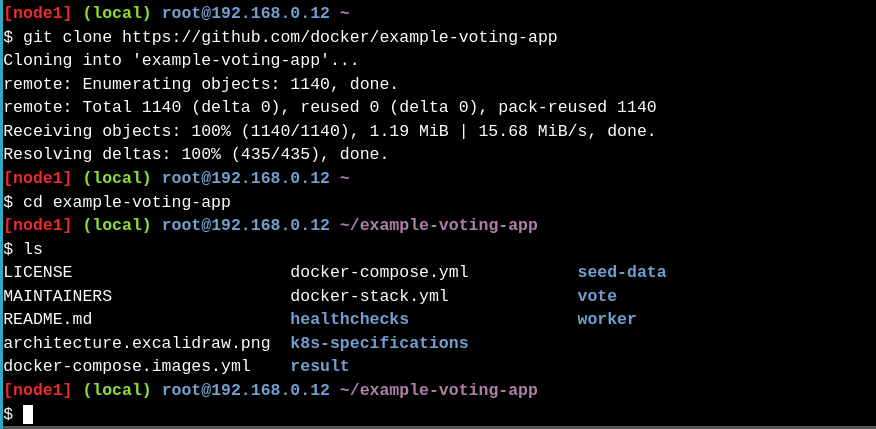 [node1] (local) root@192.168.0.12 ~
$ git clone https://github.com/docker/example-voting-app
Cloning into 'example-voting-app'...
remote: Enumerating objects: 1140, done.
remote: Total 1140 (delta 0), reused 0 (delta 0), pack-reused 1140
Receiving objects: 100% (1140/1140), 1.19 MiB | 15.68 MiB/s, done.
Resolving deltas: 100% (435/435), done.
[node1] (local) root@192.168.0.12 ~
$ cd example-voting-app
[node1] (local) root@192.168.0.12 ~/example-voting-app
$ ls
LICENSE                      docker-compose.yml           seed-data
MAINTAINERS                  docker-stack.yml             vote
README.md                    healthchecks                 worker
architecture.excalidraw.png  k8s-specifications
docker-compose.images.yml    result
[node1] (local) root@192.168.0.12 ~/example-voting-app
$